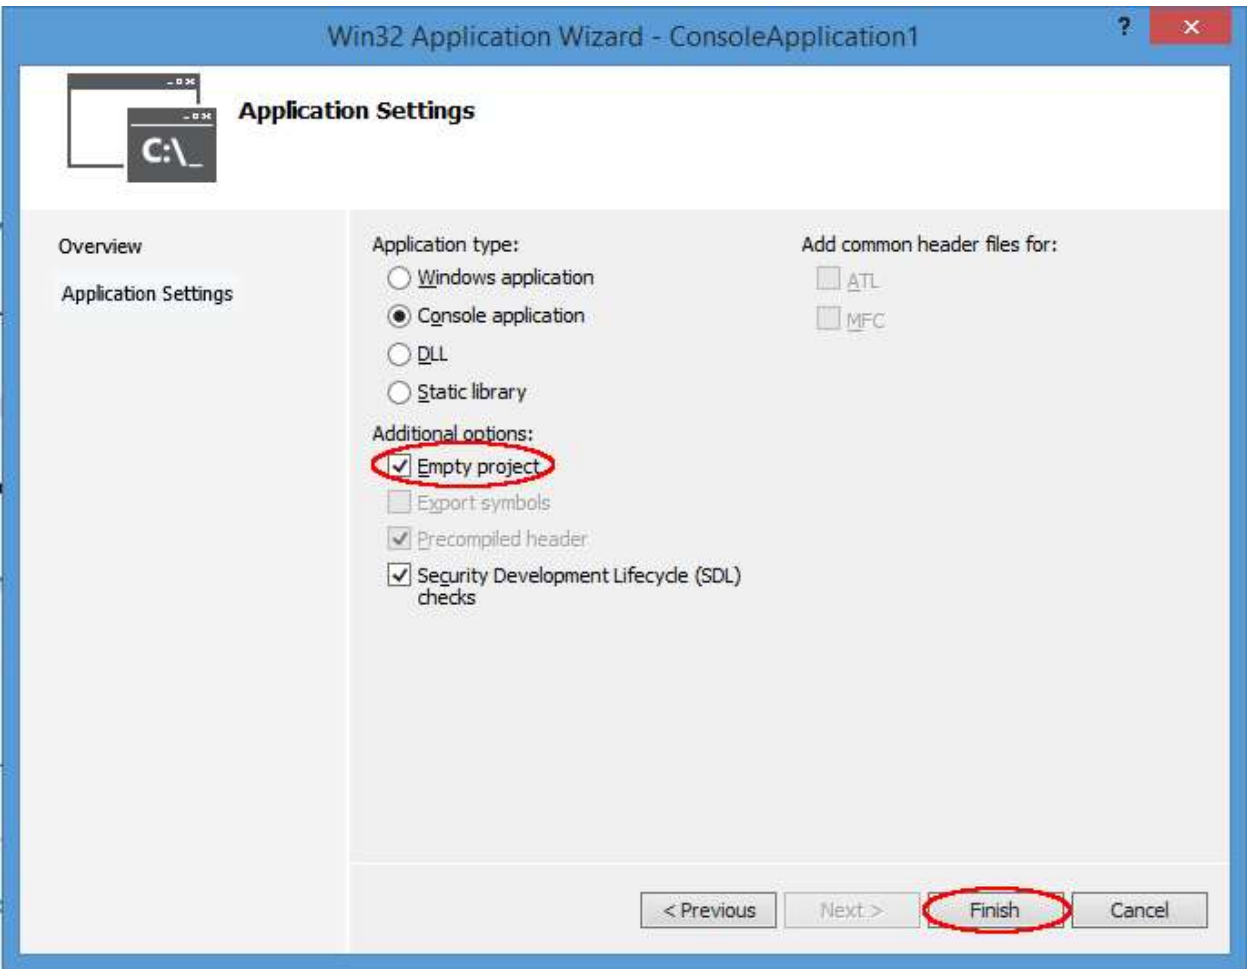 Win32 Application Wizard - ConsoleApplication1
?
Application Settings
C:\_
Overview
Application Settings
Application type:
Windows application
Console application
DLL
Static library
Additional options:
Empty project
Export symbols
Precompiled header
Security Development Lifecycle (SDL)
checks
Add common header files for:
ATL
MFC
< Previous
Next >
Finish
Cancel